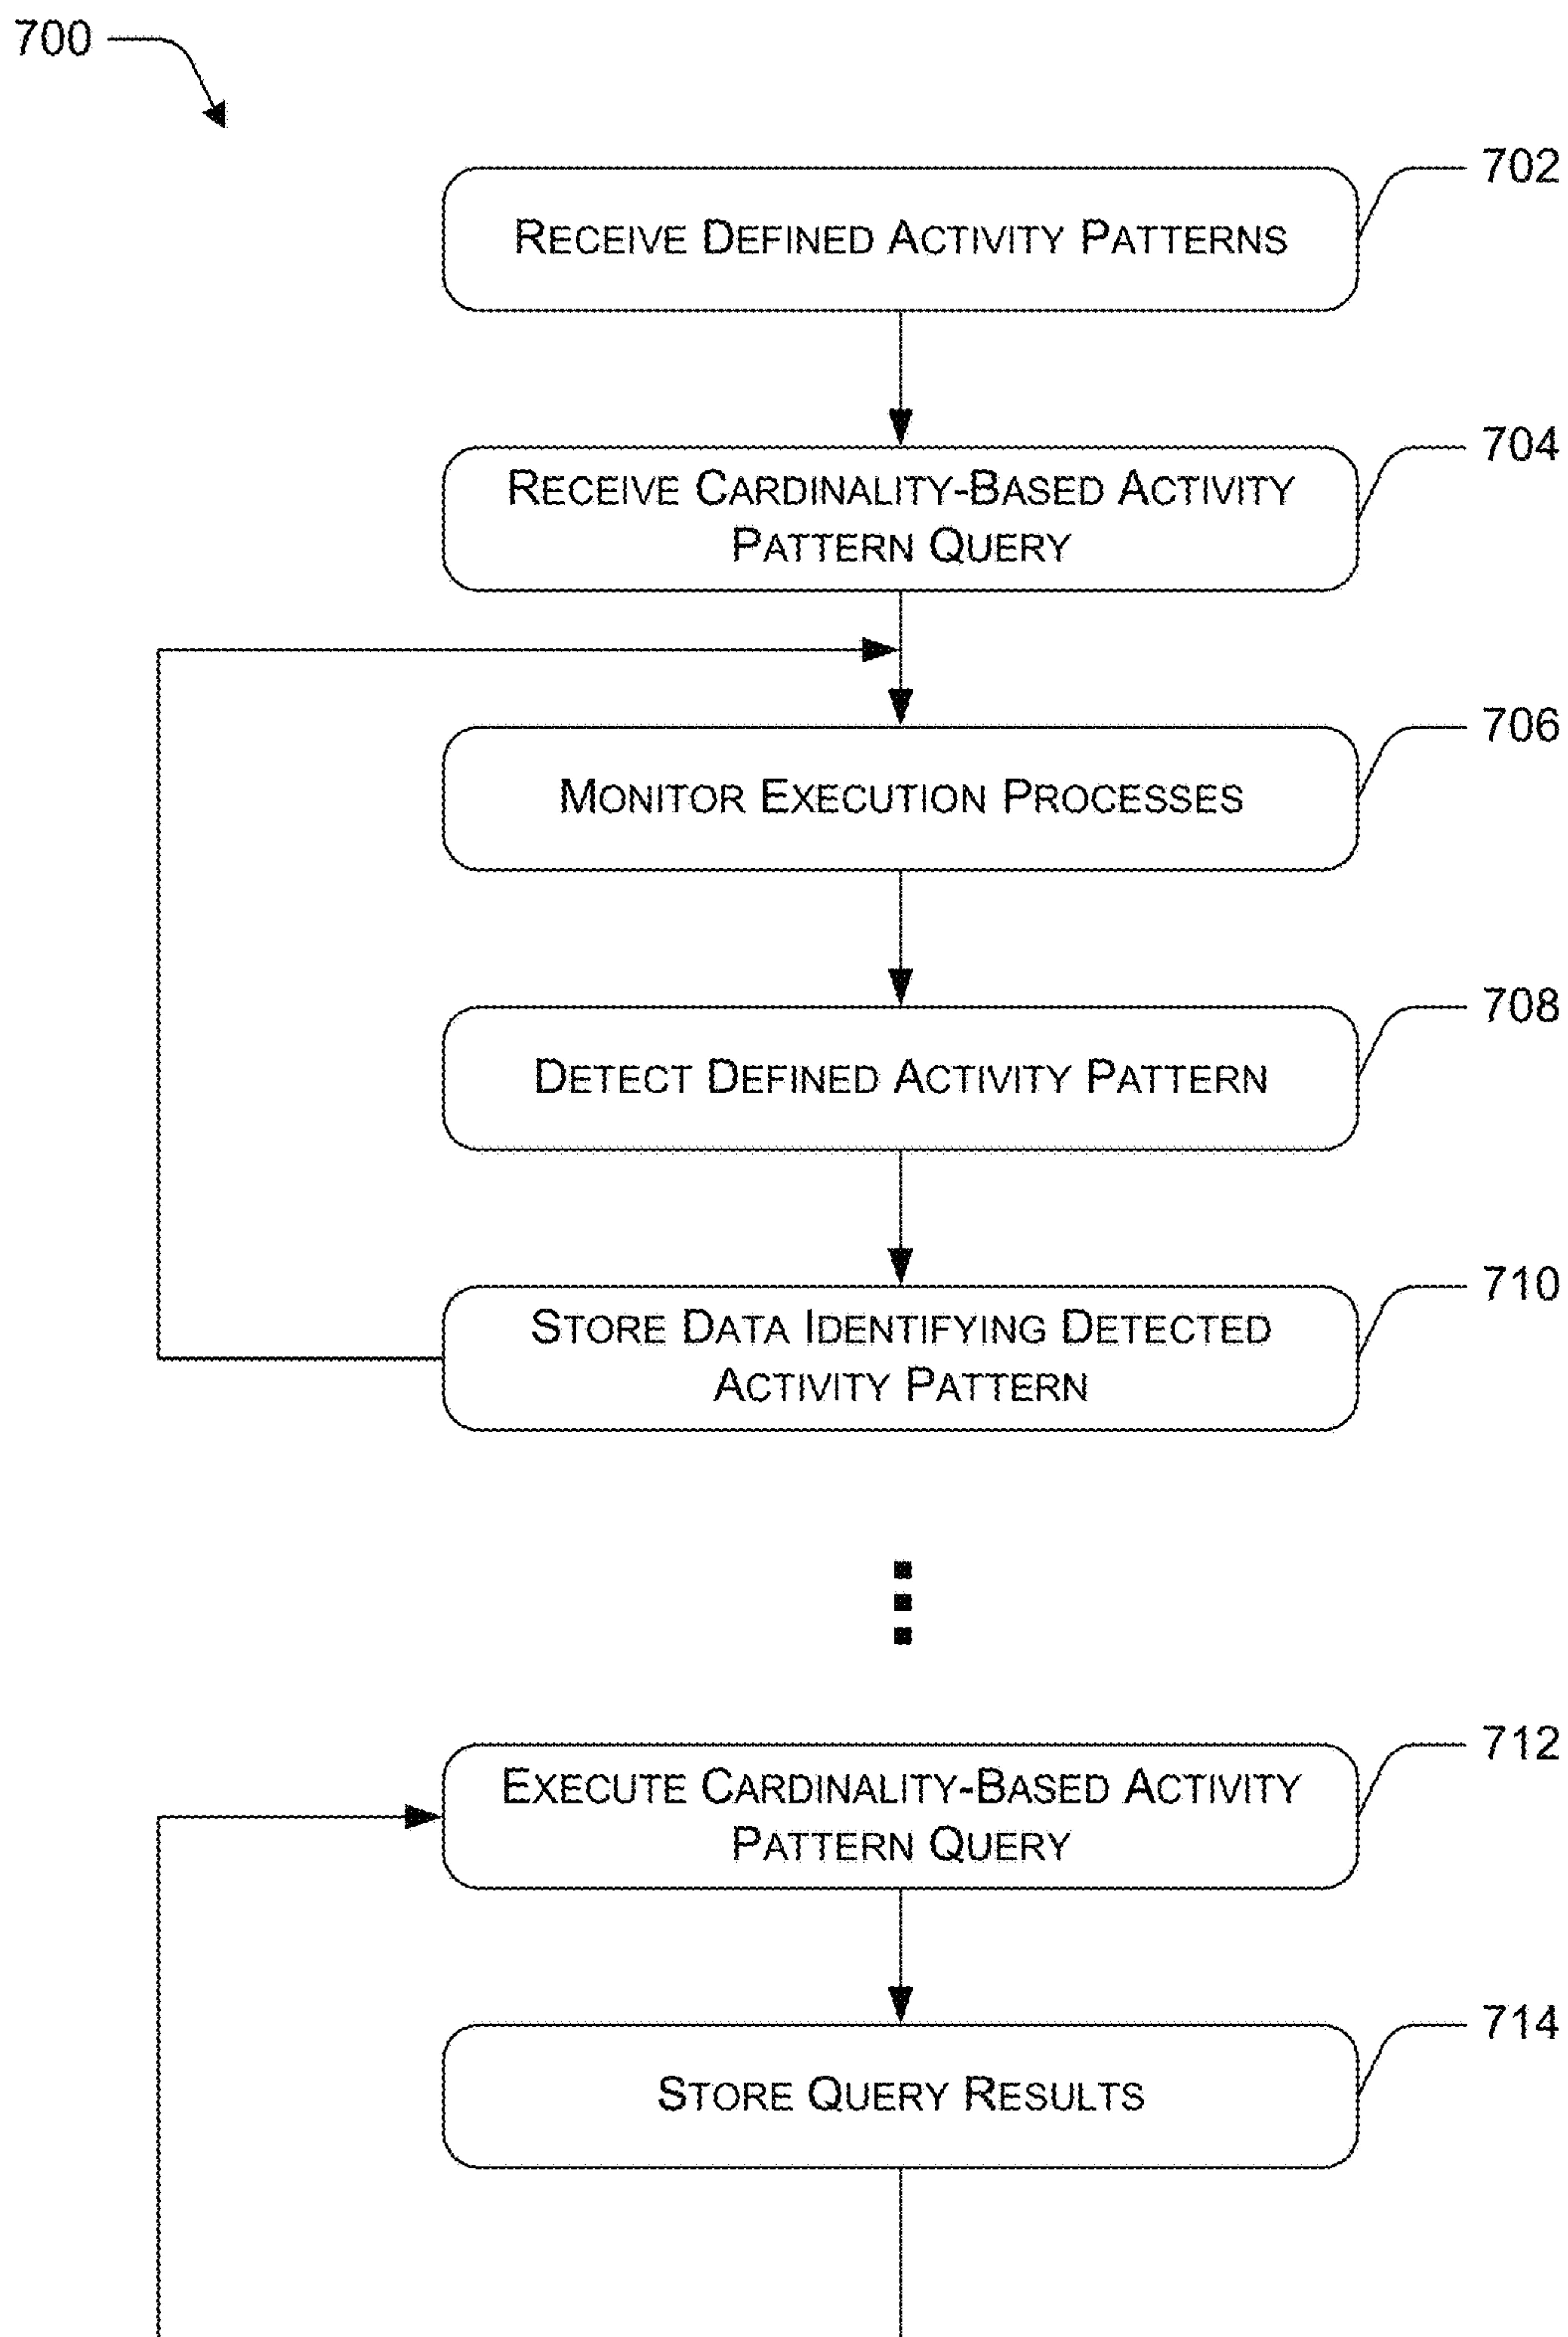 700
702
RECEIVE DEFINED ACTIVITY PATTERNS
704
RECEIVE CARDINALITY-BASED ACTIVITY
PATTERN QUERY
706
MONITOR EXECUTION PROCESSES
708
DETECT DEFINED ACTIVITY PATTERN
710
STORE DATA IDENTIFYING DETECTED
ACTIVITY PATTERN
712
EXECUTE CARDINALITY-BASED ACTIVITY
PATTERN QUERY
714
STORE QUERY RESULTS